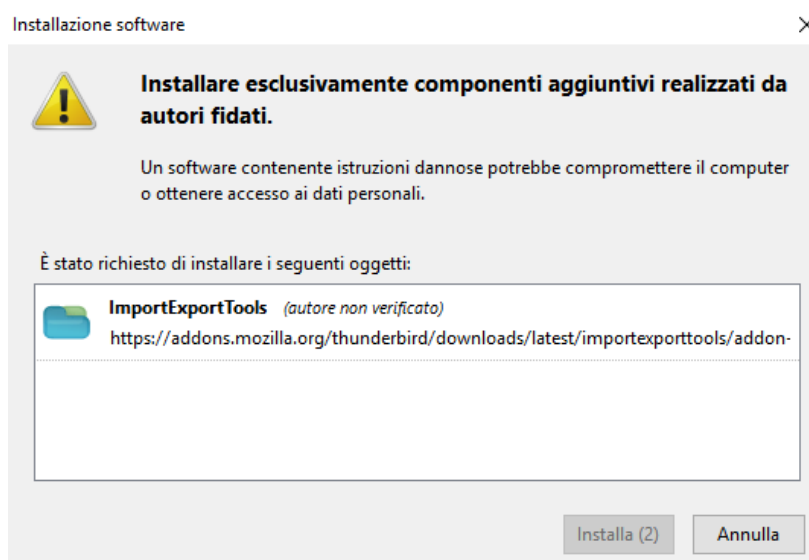 Installazione software
Installare esclusivamente componenti aggiuntivi realizzati da
autori fidati.
Un software contenente istruzioni dannose potrebbe compromettere il computer
o ottenere accesso ai dati personali.
È stato richiesto di installare i seguenti oggetti:
ImportExportTools (autore non verificato)
https://addons.mozilla.org/thunderbird/downloads/latest/importexporttools/addon-
Installa (2) Annulla